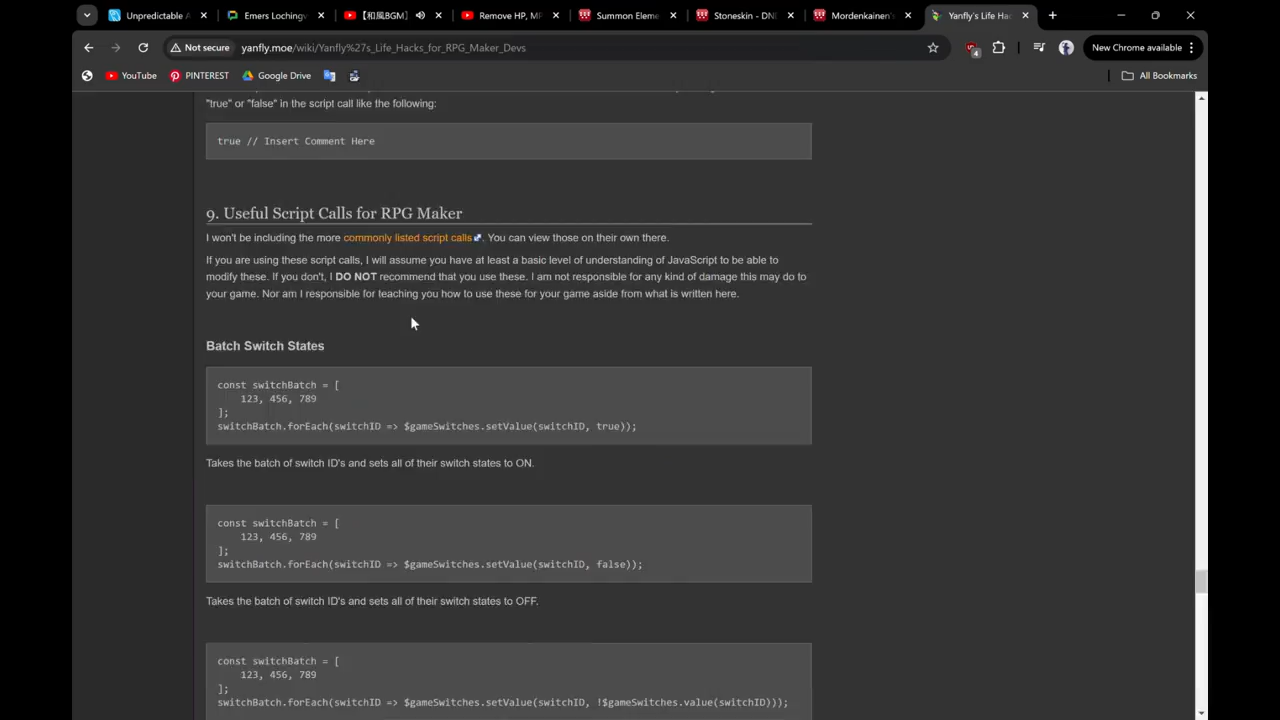 Unpredictable A
Emers Lochingv
【和風BGM】
Remove HP, MP
Summon Eleme
Stoneskin - DND
Mordenkainen'
Yanfly's Life Hac
Not secure
yanfly.moe/wiki/Yanfly%27s_Life_Hacks_for_RPG_Maker_Devs
4
New Chrome available
YouTube
PINTEREST
Google Drive
All Bookmarks
"true" or "false" in the script call like the following:
true // Insert Comment Here
9. Useful Script Calls for RPG Maker
I won't be including the more commonly listed script calls. You can view those on their own there.
If you are using these script calls, I will assume you have at least a basic level of understanding of JavaScript to be able to
modify these. If you don't, I DO NOT recommend that you use these. I am not responsible for any kind of damage this may do to
your game. Nor am I responsible for teaching you how to use these for your game aside from what is written here.
Batch Switch States
const switchBatch = [
123, 456, 789
];
switchBatch.forEach(switchID => $gameSwitches.setValue(switchID, true));
Takes the batch of switch ID's and sets all of their switch states to ON.
const switchBatch = [
123, 456, 789
];
switchBatch.forEach(switchID => $gameSwitches.setValue(switchID, false));
Takes the batch of switch ID's and sets all of their switch states to OFF.
const switchBatch = [
123, 456, 789
];
switchBatch.forEach(switchID => $gameSwitches.setValue(switchID, !$gameSwitches.value(switchID)));